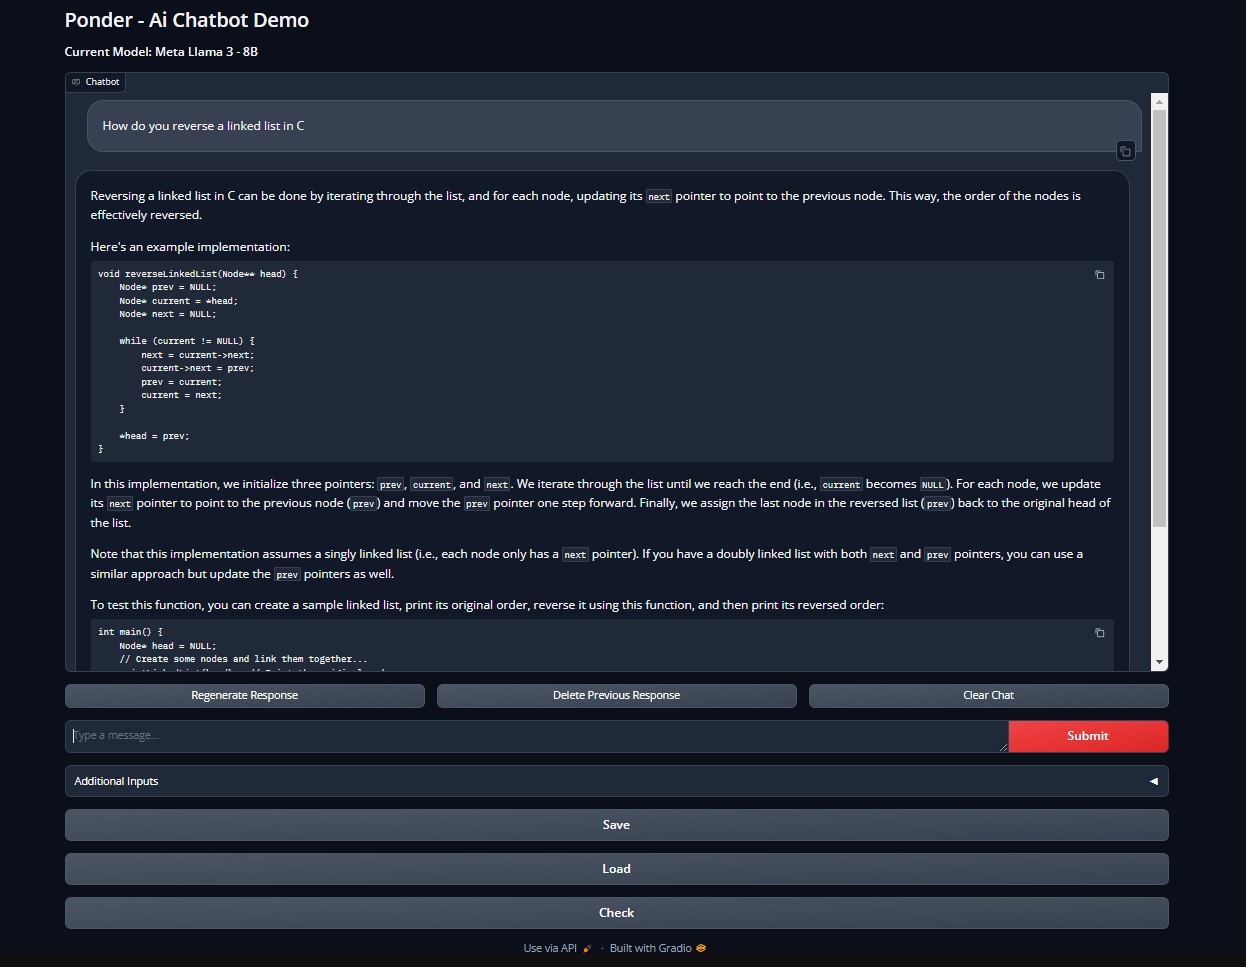 Ponder - Ai Chatbot Demo
Current Model: Meta Llama 3 - 8B
Chatbot
How do you reverse a linked list in C
Reversing a linked list in C can be done by iterating through the list, and for each node, updating its next pointer to point to the previous node. This way, the order of the nodes is
effectively reversed.
Here's an example implementation:
void reverseLinkedList(Node** head) {
    Node* prev = NULL;
    Node* current = *head;
    Node* next = NULL;
    while (current != NULL) {
        next = current->next;
        current->next = prev;
        prev = current;
        current = next;
    }
    *head = prev;
}
In this implementation, we initialize three pointers: prev, current, and next. We iterate through the list until we reach the end (i.e., current becomes NULL). For each node, we update
its next pointer to point to the previous node (prev) and move the prev pointer one step forward. Finally, we assign the last node in the reversed list (prev) back to the original head of
the list.
Note that this implementation assumes a singly linked list (i.e., each node only has a next pointer). If you have a doubly linked list with both next and prev pointers, you can use a
similar approach but update the prev pointers as well.
To test this function, you can create a sample linked list, print its original order, reverse it using this function, and then print its reversed order:
int main() {
    Node* head = NULL;
    // Create some nodes and link them together...
Regenerate Response
Delete Previous Response
Clear Chat
Type a message...
Submit
Additional Inputs
Save
Load
Check
Use via API · Built with Gradio